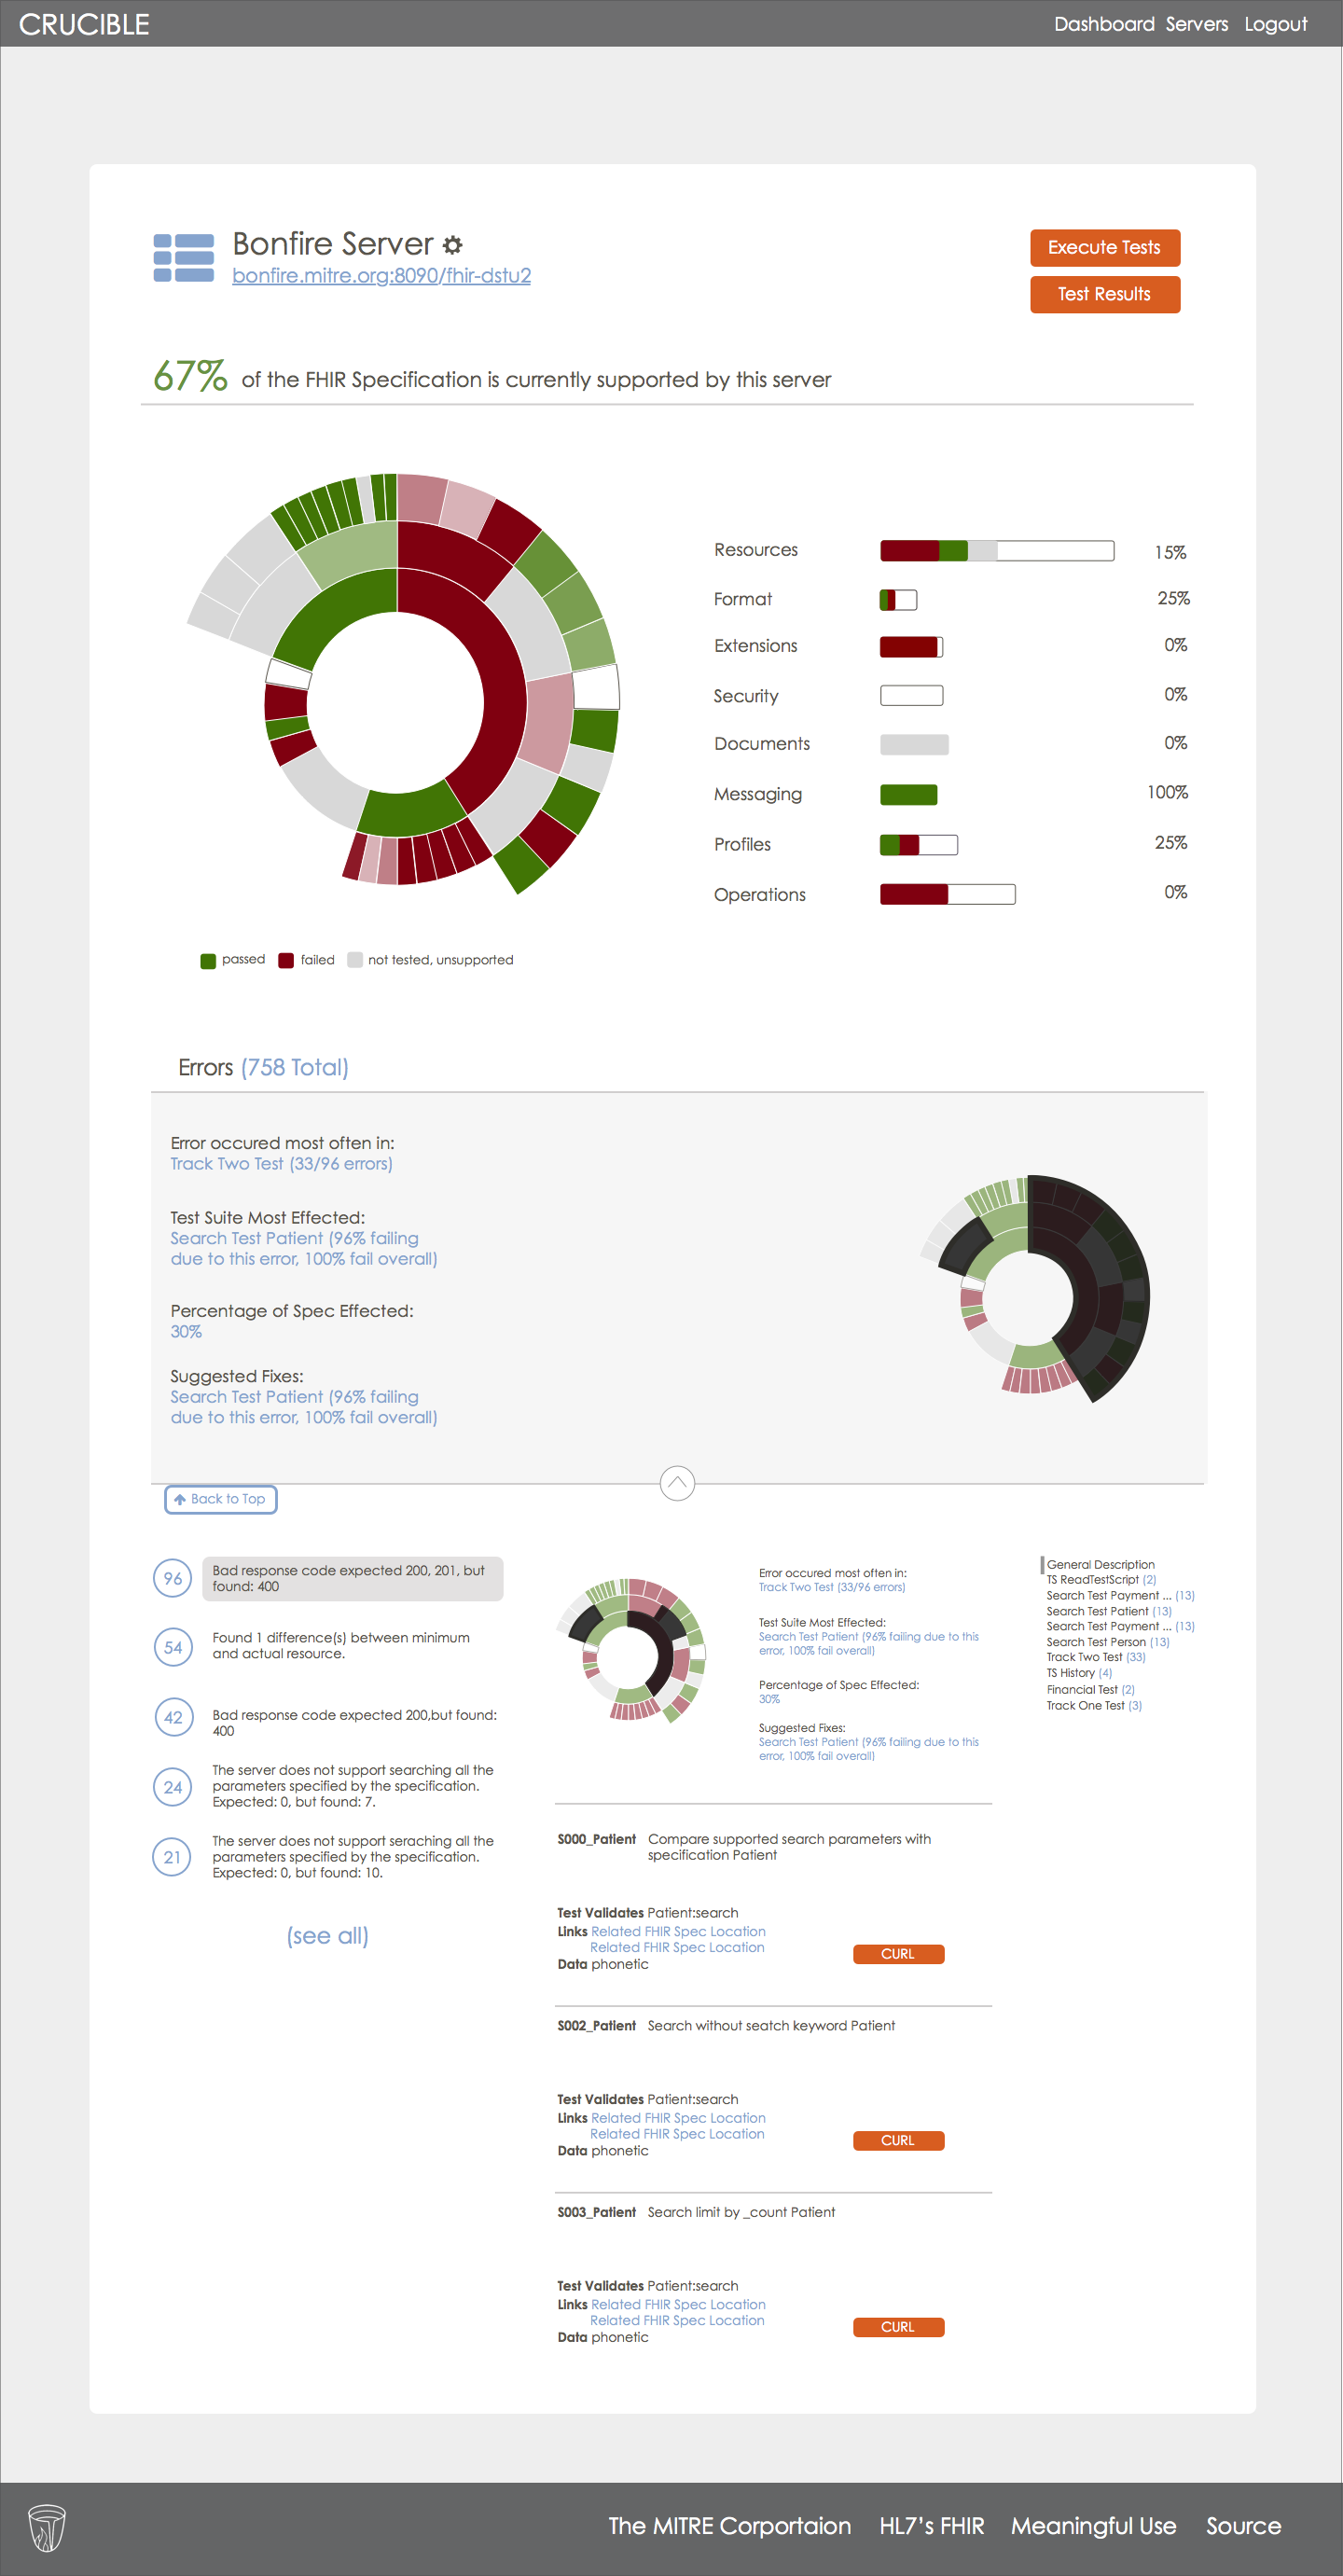 CRUCIBLE
Dashboard Servers Logout
Bonfire Server
bonfire.mitre.org:8090/fhir-dstu2
Execute Tests
Test Results
67% of the FHIR Specification is currently supported by this server
Resources 15%
Format 25%
Extensions 0%
Security 0%
Documents 0%
Messaging 100%
Profiles 25%
Operations 0%
passed failed not tested, unsupported
Errors (758 Total)
Error occured most often in:
Track Two Test (33/96 errors)
Test Suite Most Effected:
Search Test Patient (96% failing
due to this error, 100% fail overall)
Percentage of Spec Effected:
30%
Suggested Fixes:
Search Test Patient (96% failing
due to this error, 100% fail overall)
Back to Top
96 Bad response code expected 200, 201, but
found: 400
54 Found 1 difference(s) between minimum
and actual resource.
42 Bad response code expected 200,but found:
400
24 The server does not support searching all the
parameters specified by the specification.
Expected: 0, but found: 7.
21 The server does not support seraching all the
parameters specified by the specification.
Expected: 0, but found: 10.
(see all)
Error occured most often in:
Track Two Test (33/96 errors)
Test Suite Most Effected:
Search Test Patient (96% failing due to this
error, 100% fail overall)
Percentage of Spec Effected:
30%
Suggested Fixes:
Search Test Patient (96% failing due to this
error, 100% fail overall)
General Description
TS ReadTestScript (2)
Search Test Payment ... (13)
Search Test Patient (13)
Search Test Payment ... (13)
Search Test Person (13)
Track Two Test (33)
TS History (4)
Financial Test (2)
Track One Test (3)
S000_Patient Compare supported search parameters with
specification Patient
Test Validates Patient:search
Links Related FHIR Spec Location
Related FHIR Spec Location
Data phonetic
CURL
S002_Patient Search without seatch keyword Patient
Test Validates Patient:search
Links Related FHIR Spec Location
Related FHIR Spec Location
Data phonetic
CURL
S003_Patient Search limit by _count Patient
Test Validates Patient:search
Links Related FHIR Spec Location
Related FHIR Spec Location
Data phonetic
CURL
The MITRE Corportaion HL7's FHIR Meaningful Use Source